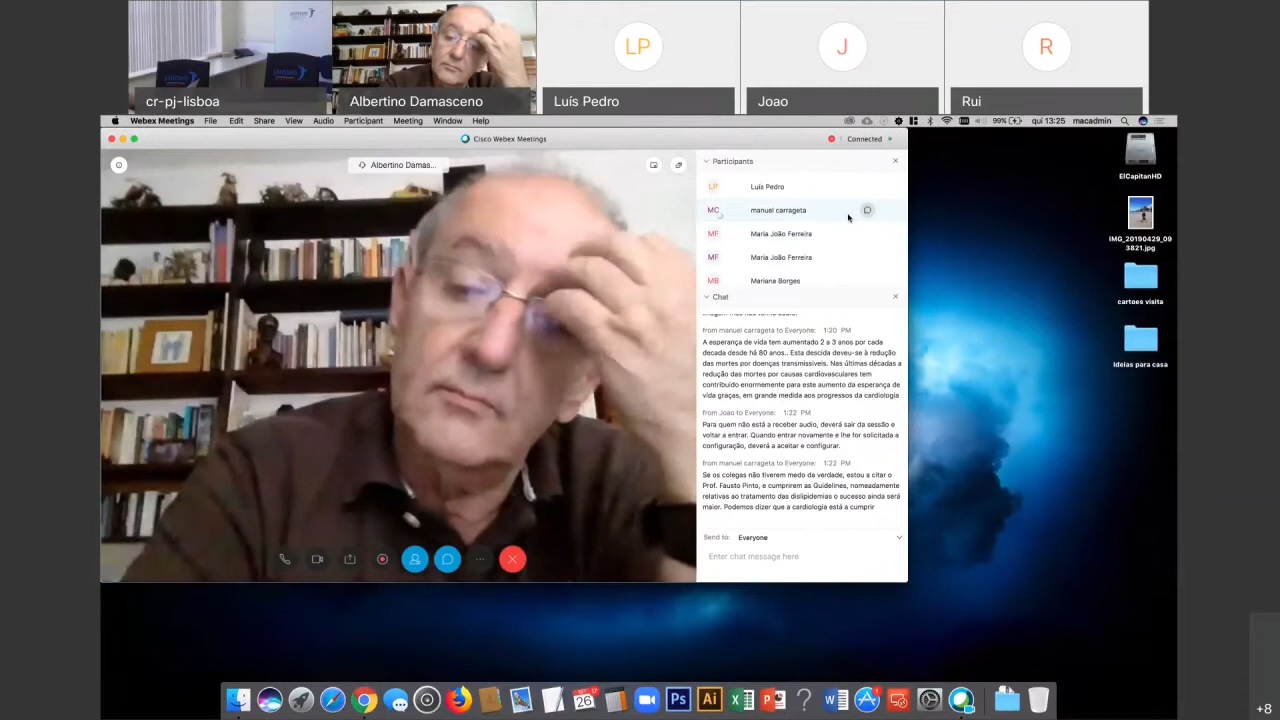 LP
J
R
cr-pj-lisboa
Albertino Damasceno
Luís Pedro
Joao
Rui
Webex Meetings File Edit Share View Audio Participant Meeting Window Help
99% qui 13:25 macadmin
Cisco Webex Meetings
Connected
Albertino Damas...
Participants
LP Luís Pedro
MC manuel carrageta
MF Maria João Ferreira
MF Maria João Ferreira
MB Mariana Borges
Chat
from manuel carrageta to Everyone: 1:20 PM
A esperança de vida tem aumentado 2 a 3 anos por cada
decada desde há 80 anos.. Esta descida deveu-se à redução
das mortes por doenças transmissiveis. Nas últimas décadas a
redução das mortes por causas cardiovasculares tem
contribuido enormemente para este aumento da esperança de
vida graças, em grande medida aos progressos da cardiologia
from Joao to Everyone: 1:22 PM
Para quem não está a receber audio, deverá sair da sessão e
voltar a entrar. Quando entrar novamente e lhe for solicitada a
configuração, deverá a aceitar e configurar.
from manuel carrageta to Everyone: 1:22 PM
Se os colegas não tiverem medo da verdade, estou a citar o
Prof. Fausto Pinto, e cumprirem as Guidelines, nomeadamente
relativas ao tratamento das dislipidemias o sucesso ainda será
maior. Podemos dizer que a cardiologia está a cumprir
Send to: Everyone
Enter chat message here
ElCapitanHD
IMG_20190429_09
3821.jpg
cartoes visita
Ideias para casa
26
Ps
Ai
+8